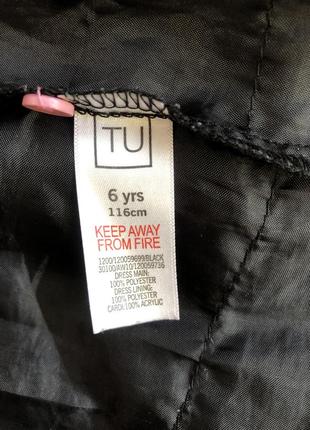 TU
6 yrs
116cm
KEEP AWAY
FROM FIRE
1200/120059699/BLACK
30100/AW10/120059736
DRESS MAIN:
100% POLYESTER
DRESS LINING:
100% POLYESTER
CARDI:100% ACRYLIC